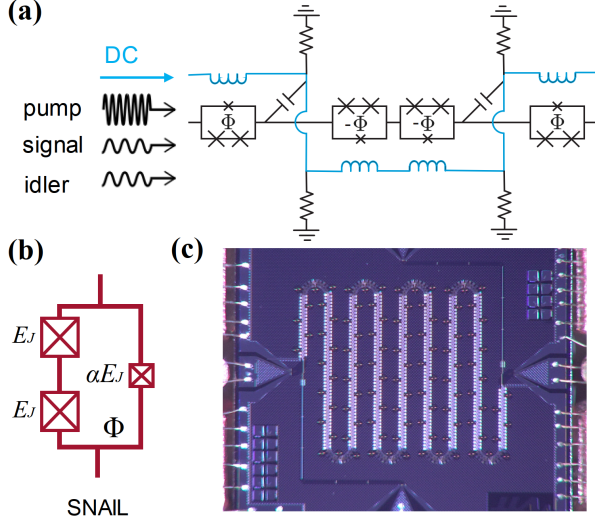 (a)
DC
pump
signal
idler
Φ
-Φ
-Φ
Φ
(b)
E_J
E_J
αE_J
Φ
SNAIL
(c)